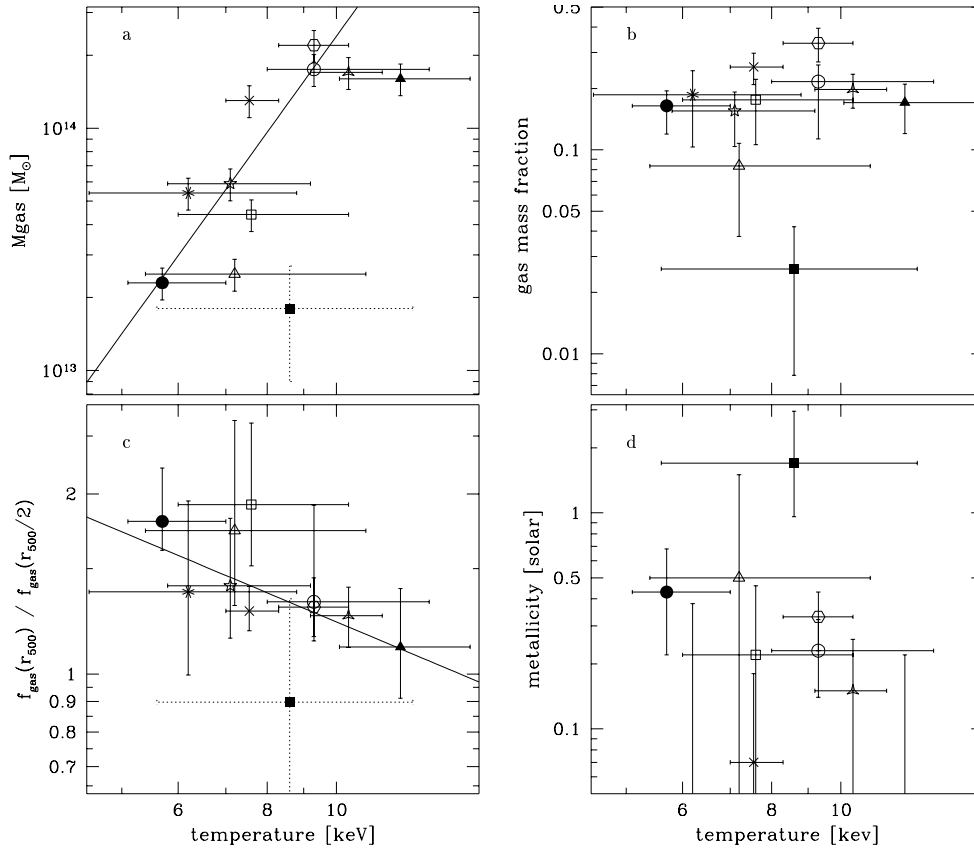 a
10¹⁴
10¹³
Mgas [M⊙]
b
0.5
0.1
0.05
0.01
gas mass fraction
c
2
1
0.9
0.8
0.7
f_gas(r_500) / f_gas(r_500/2)
6
8
10
temperature [keV]
d
1
0.5
0.1
metallicity [solar]
6
8
10
temperature [keV]